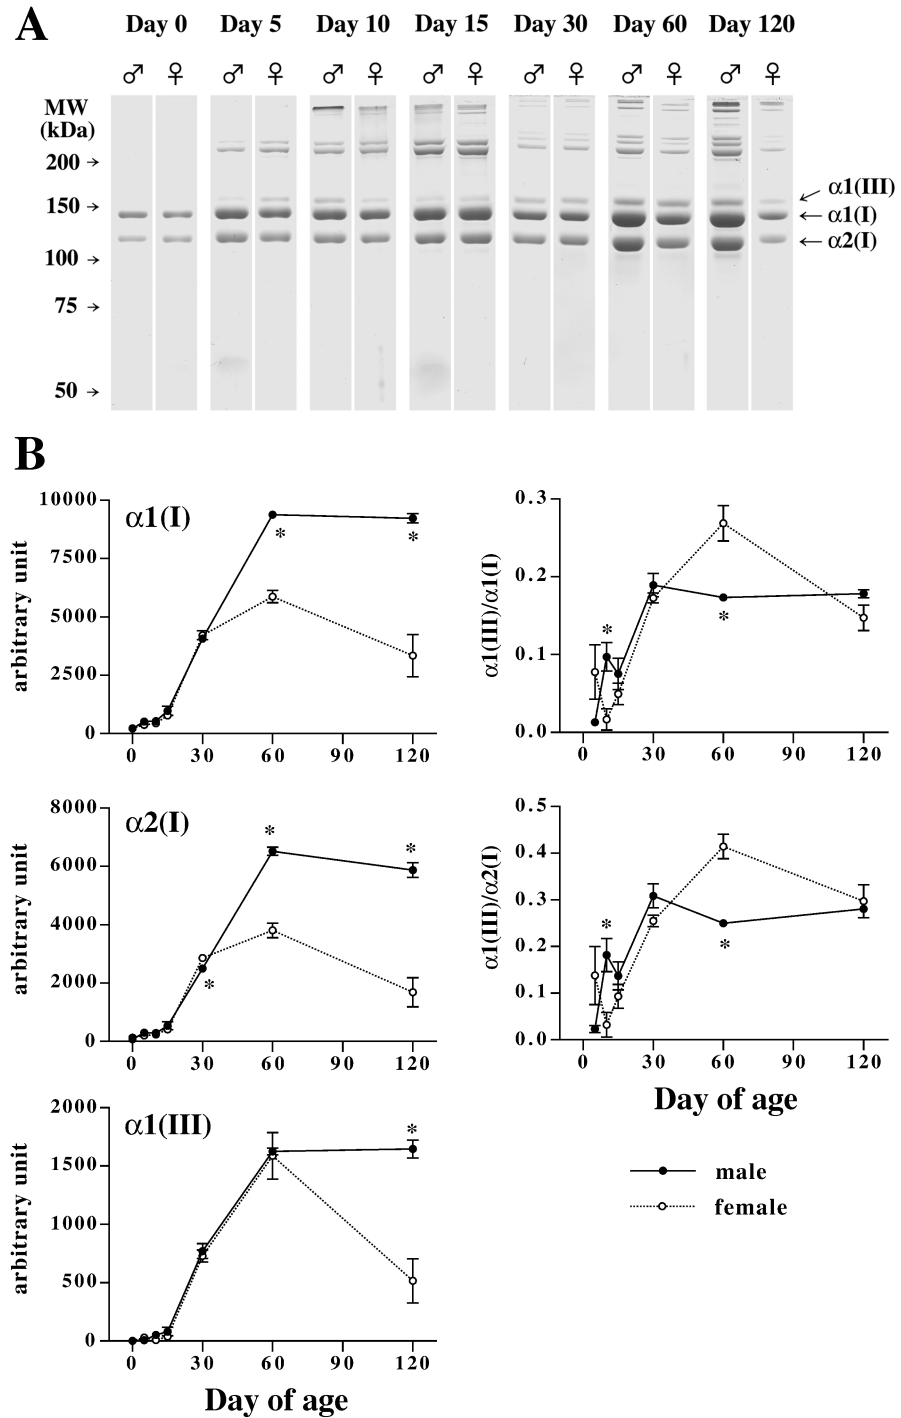 A
Day 0 Day 5 Day 10 Day 15 Day 30 Day 60 Day 120
♂ ♀ ♂ ♀ ♂ ♀ ♂ ♀ ♂ ♀ ♂ ♀ ♂ ♀
MW
(kDa)
200 →
150 →
100 →
75 →
50 →
α1(III)
← α1(I)
← α2(I)
B
α1(I)
arbitrary unit
10000
7500
5000
2500
0
0 30 60 90 120
* *
α1(III)/α1(I)
0.3
0.2
0.1
0.0
0 30 60 90 120
* *
α2(I)
arbitrary unit
8000
6000
4000
2000
0
0 30 60 90 120
* * *
α1(III)/α2(I)
0.5
0.4
0.3
0.2
0.1
0.0
0 30 60 90 120
* *
Day of age
α1(III)
arbitrary unit
2000
1500
1000
500
0
0 30 60 90 120
*
Day of age
male
female